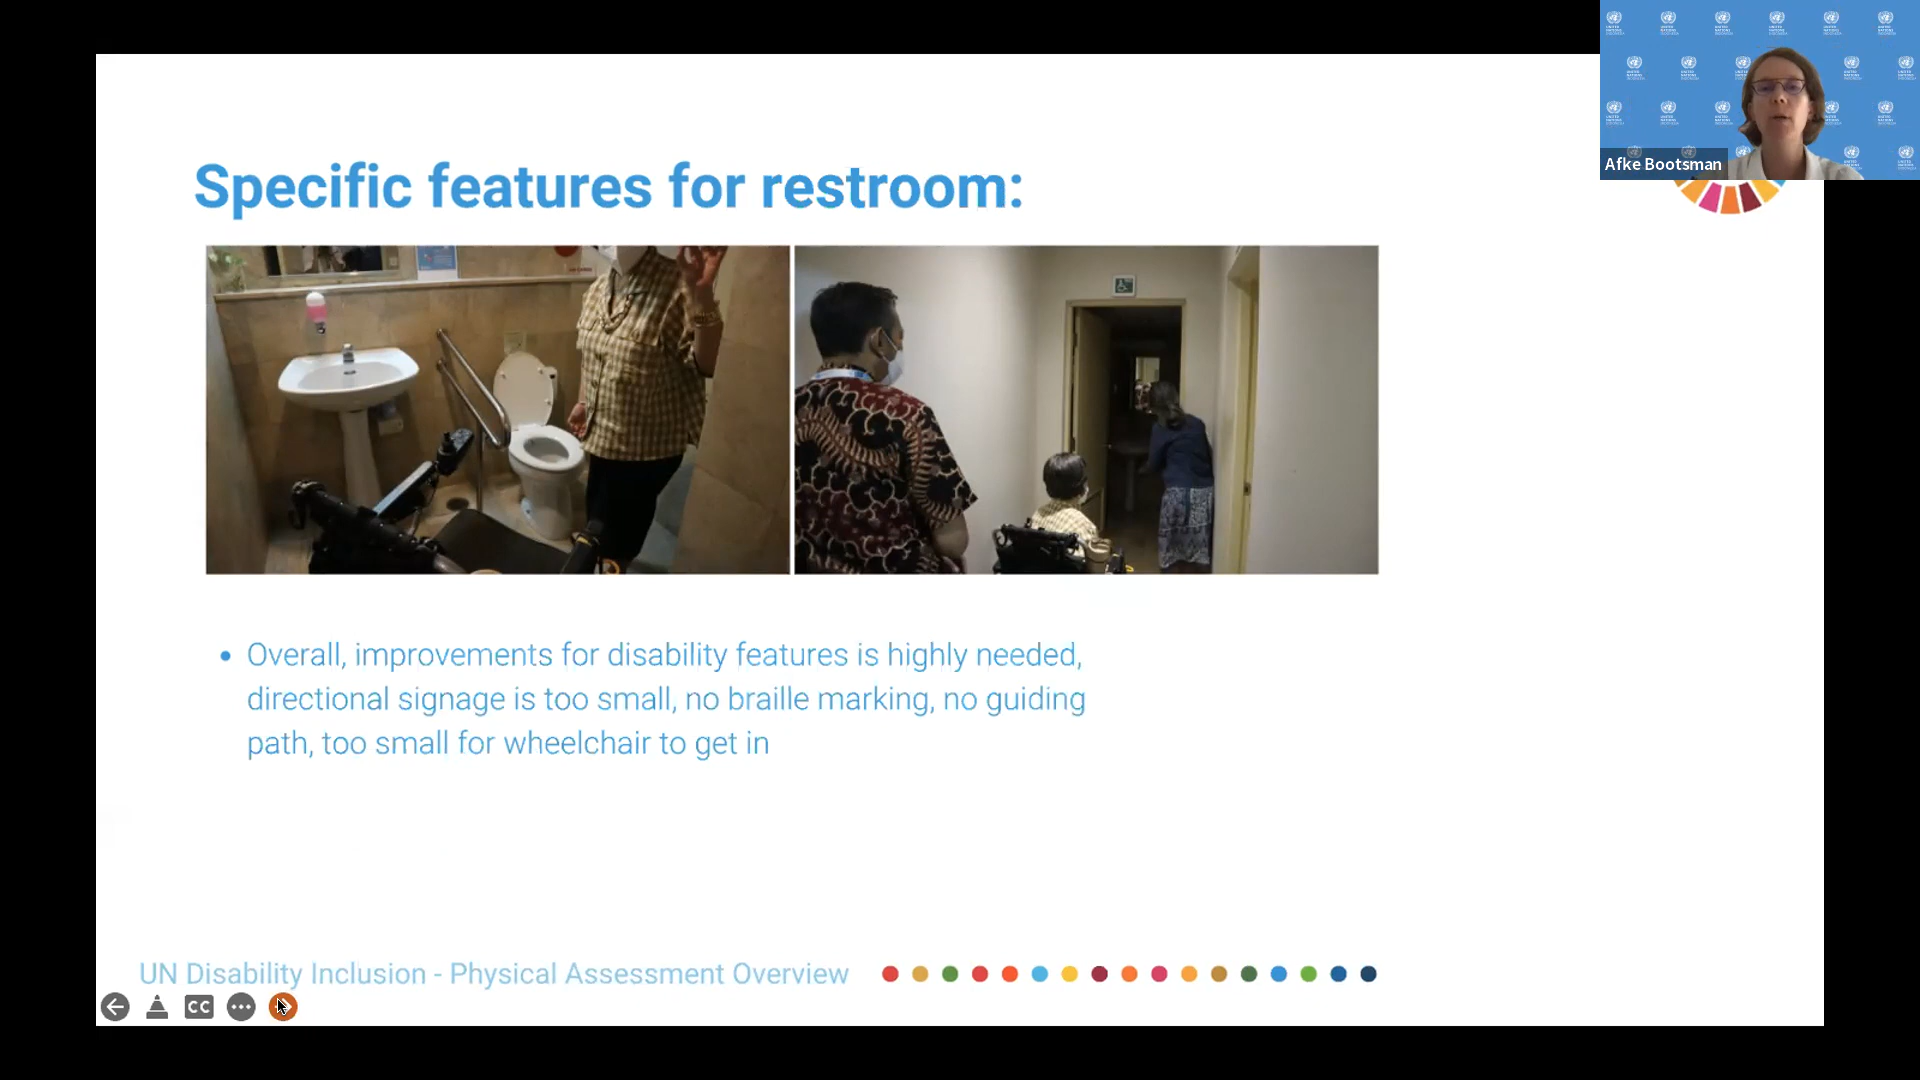 Afke Bootsman
Specific features for restroom:
• Overall, improvements for disability features is highly needed,
directional signage is too small, no braille marking, no guiding
path, too small for wheelchair to get in
UN Disability Inclusion - Physical Assessment Overview
CC